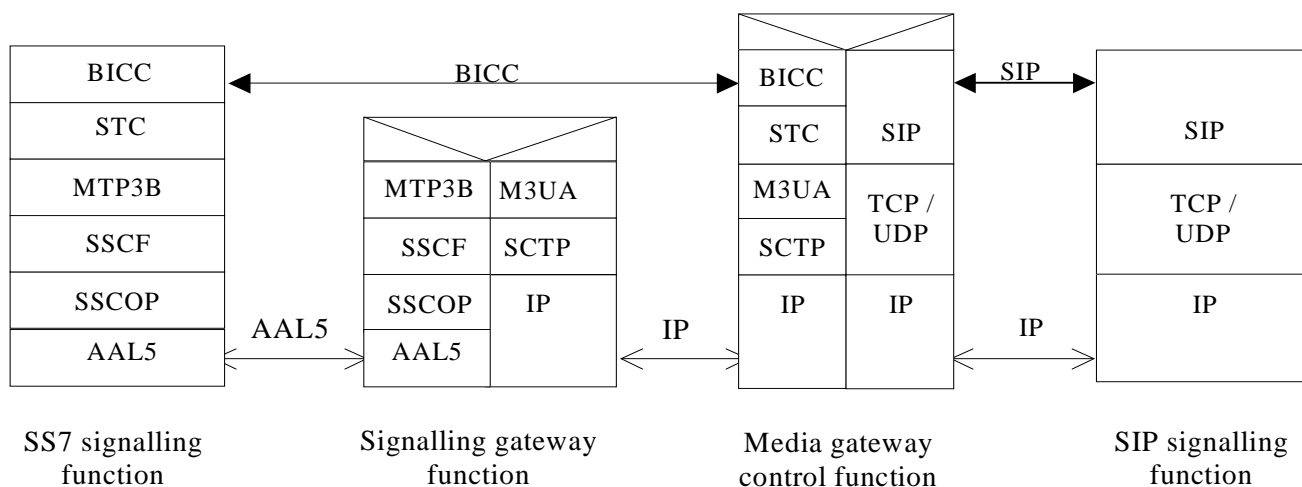 BICC
STC
MTP3B
SSCF
SSCOP
AAL5
SS7 signalling
function
BICC
AAL5
MTP3B
M3UA
SSCF
SCTP
SSCOP
IP
AAL5
Signalling gateway
function
IP
BICC
STC
M3UA
SCTP
IP
SIP
TCP /
UDP
IP
Media gateway
control function
SIP
IP
SIP
TCP /
UDP
IP
SIP signalling
function